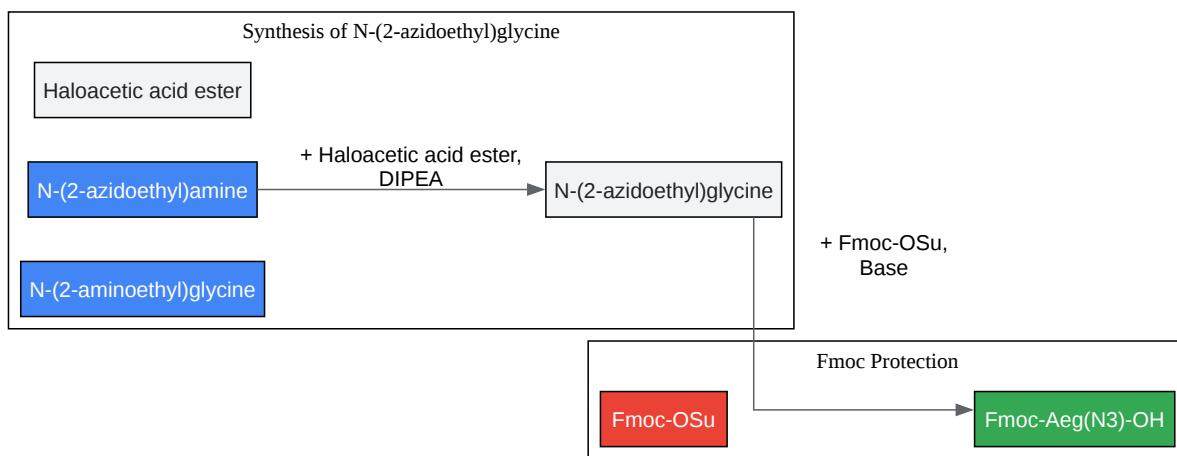 Synthesis of N-(2-azidoethyl)glycine
Haloacetic acid ester
+ Haloacetic acid ester,
DIPEA
N-(2-azidoethyl)amine
N-(2-azidoethyl)glycine
N-(2-aminoethyl)glycine
+ Fmoc-OSu,
Base
Fmoc Protection
Fmoc-OSu
Fmoc-Aeg(N3)-OH